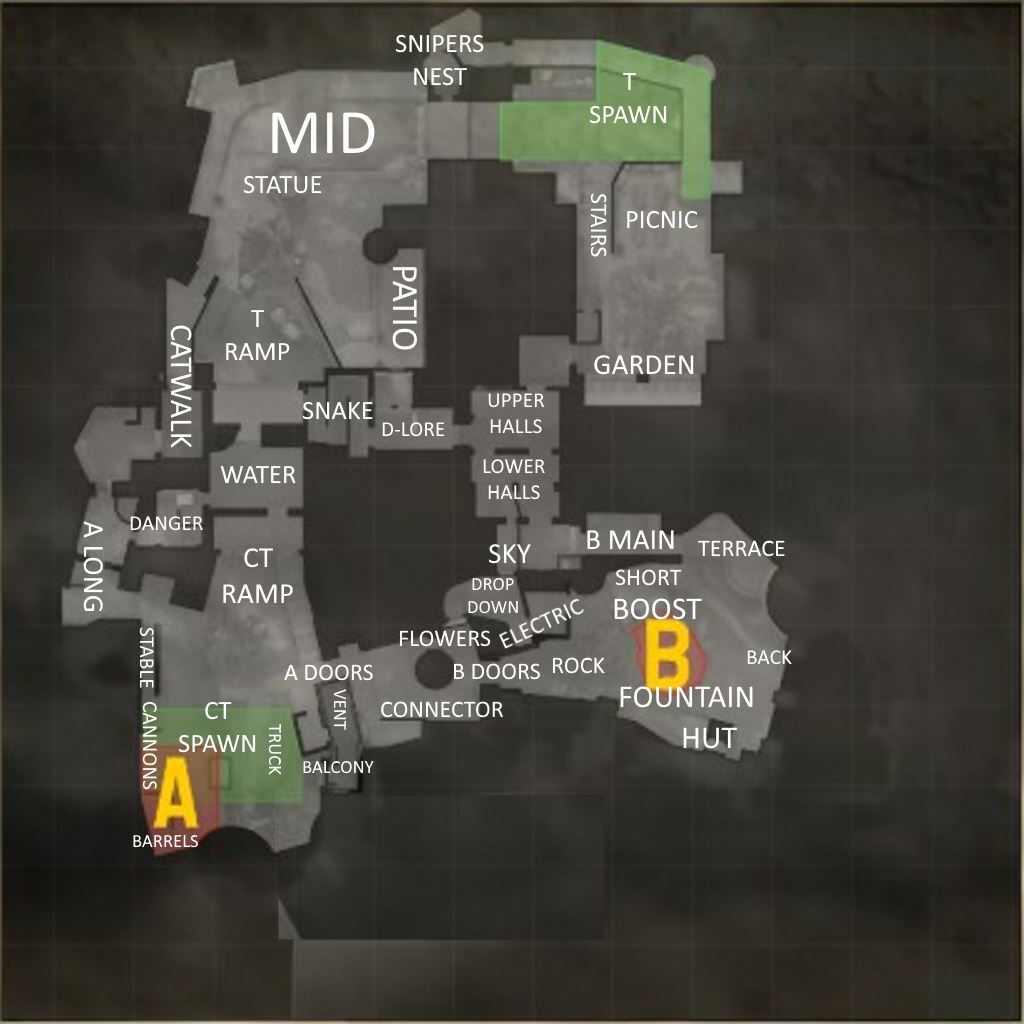 SNIPERS
NEST
T
SPAWN
MID
STATUE
STAIRS
PICNIC
PATIO
T
RAMP
CATWALK
GARDEN
SNAKE
UPPER
HALLS
D-LORE
WATER
LOWER
HALLS
A LONG
DANGER
B MAIN
TERRACE
CT
RAMP
SKY
SHORT
DROP
DOWN
BOOST
ELECTRIC
FLOWERS
STABLE
B
BACK
A DOORS
B DOORS
ROCK
VENT
FOUNTAIN
CONNECTOR
CT
SPAWN
CANNONS
TRUCK
HUT
BALCONY
A
BARRELS